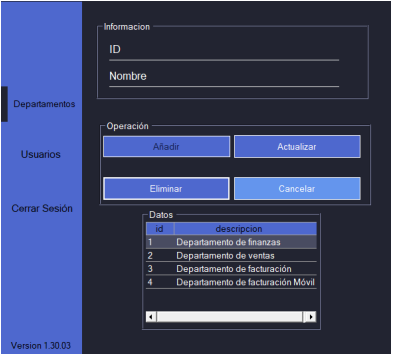 Informacion
ID
Nombre
Departamentos
Usuarios
Cerrar Sesión
Version 1.30.03
Operación
Añadir
Actualizar
Eliminar
Cancelar
Datos
id descripcion
1 Departamento de finanzas
2 Departamento de ventas
3 Departamento de facturación
4 Departamento de facturación Móvil